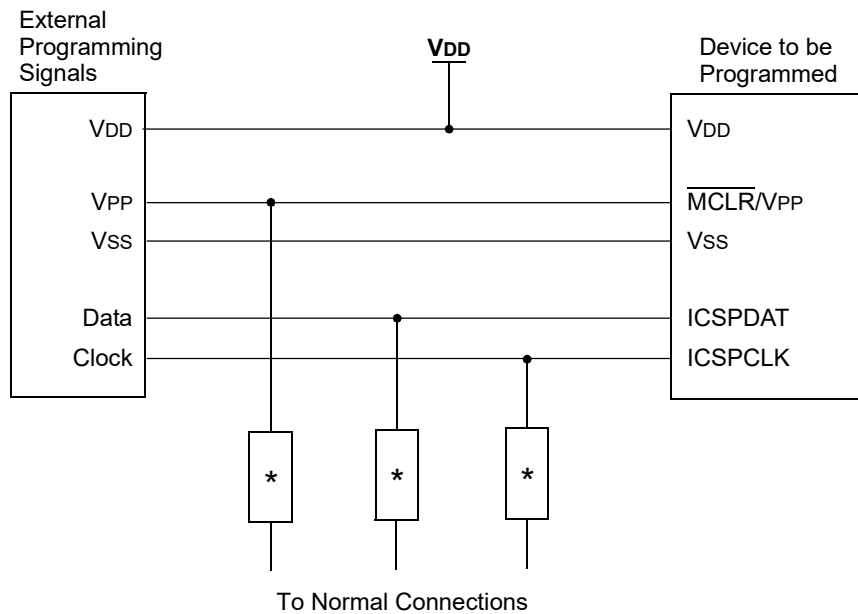 External
Programming
Signals
VDD
Device to be
Programmed
VDD
VDD
VPP
MCLR/VPP
VSS
VSS
Data
ICSPDAT
Clock
ICSPCLK
*
*
*
To Normal Connections